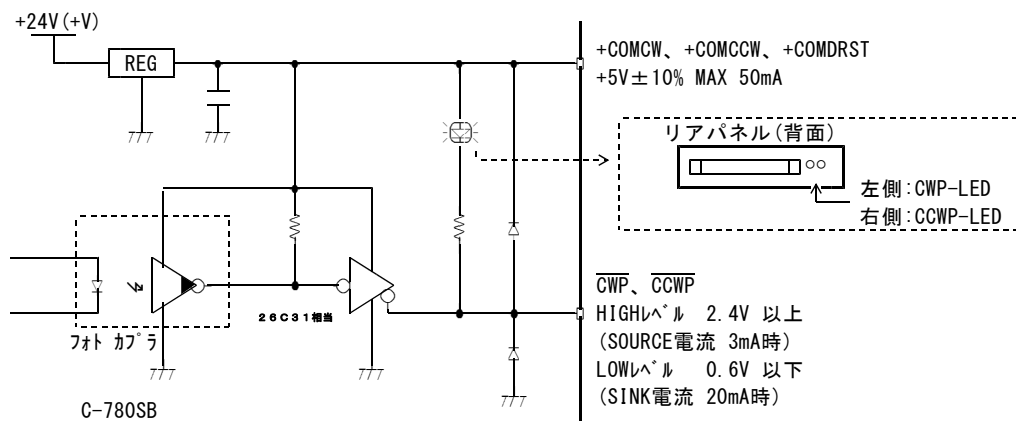 +24V(+V)
REG
+COMCW、+COMCCW、+COMDRST
+5V±10% MAX 50mA
リアパネル(背面)
左側:CWP-LED
右側:CCWP-LED
フォト カプラ
26C31相当
C-780SB
CWP、CCWP
HIGHレベル 2.4V 以上
(SOURCE電流 3mA時)
LOWレベル 0.6V 以下
(SINK電流 20mA時)